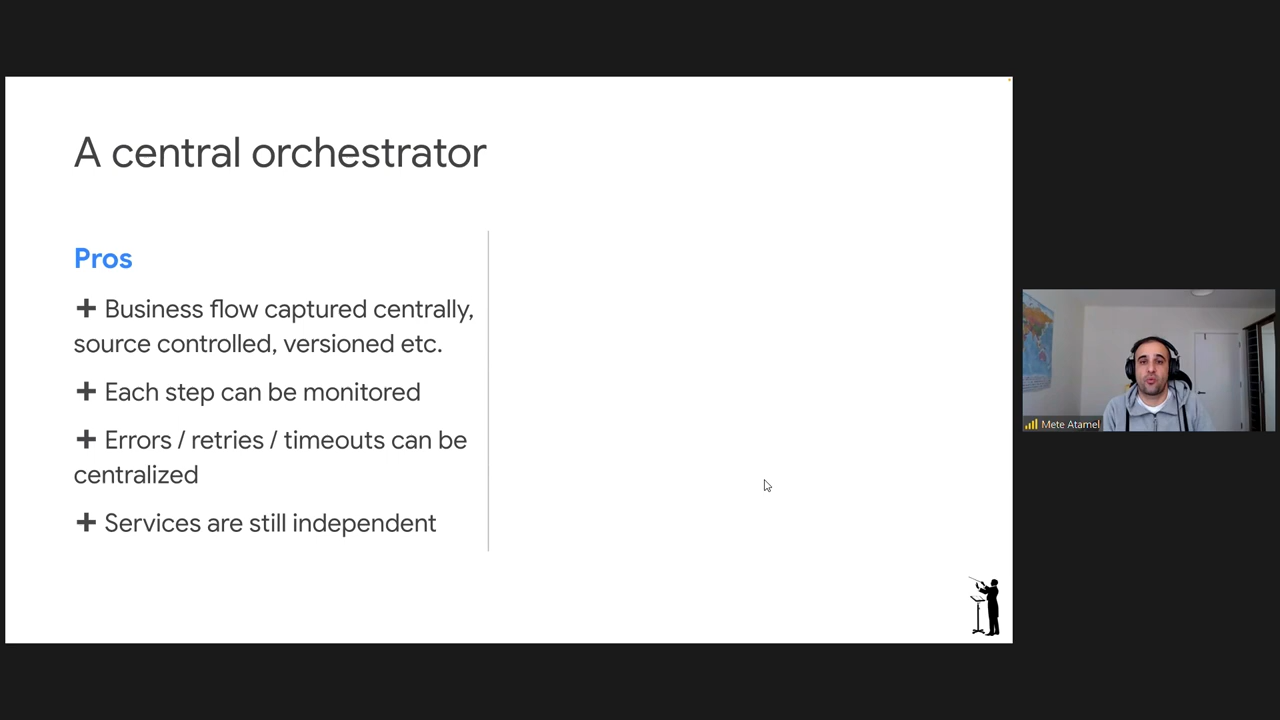 A central orchestrator
Pros
+ Business flow captured centrally,
source controlled, versioned etc.
+ Each step can be monitored
+ Errors / retries / timeouts can be
centralized
+ Services are still independent
Mete Atamel